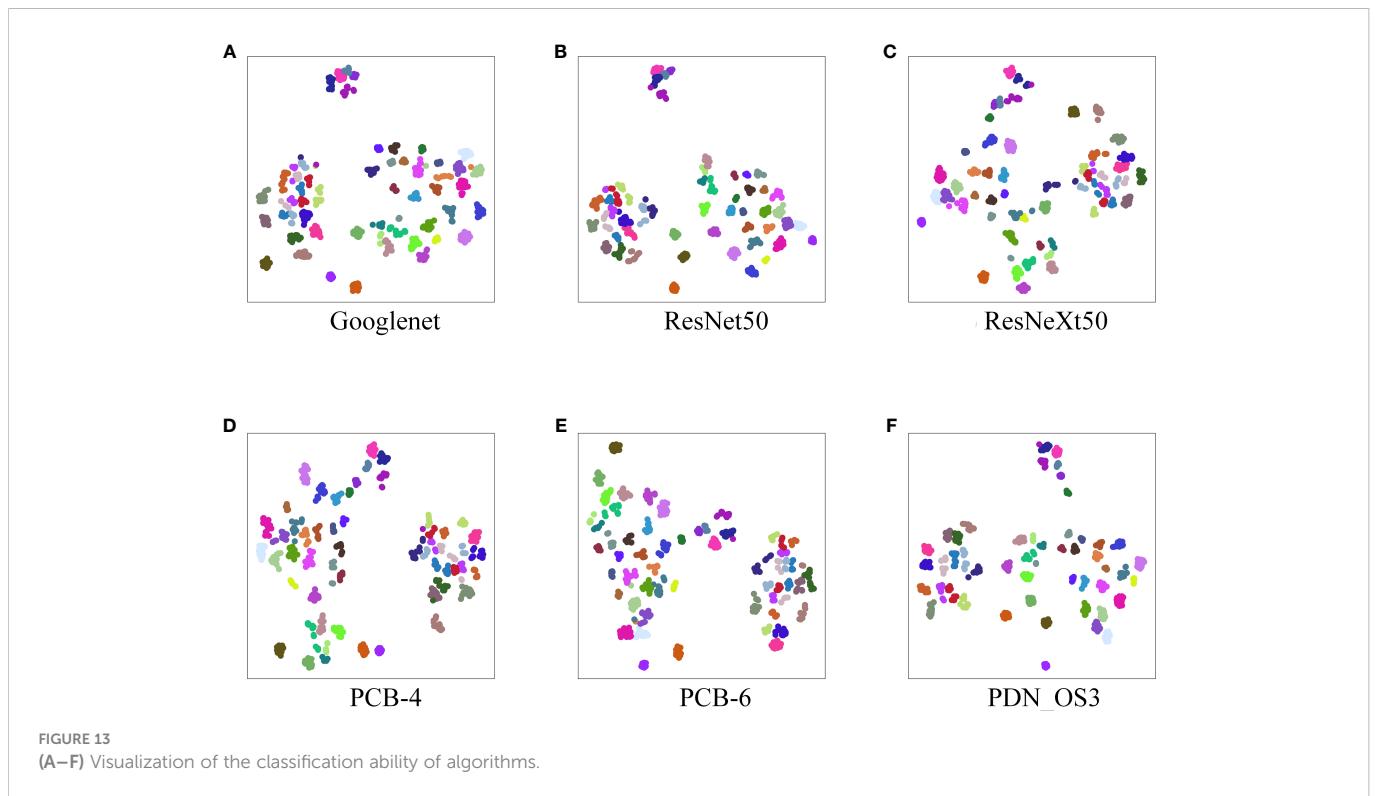 A
B
C
Googlenet
ResNet50
ResNeXt50
D
E
F
PCB-4
PCB-6
PDN_OS3
FIGURE 13
(A–F) Visualization of the classification ability of algorithms.